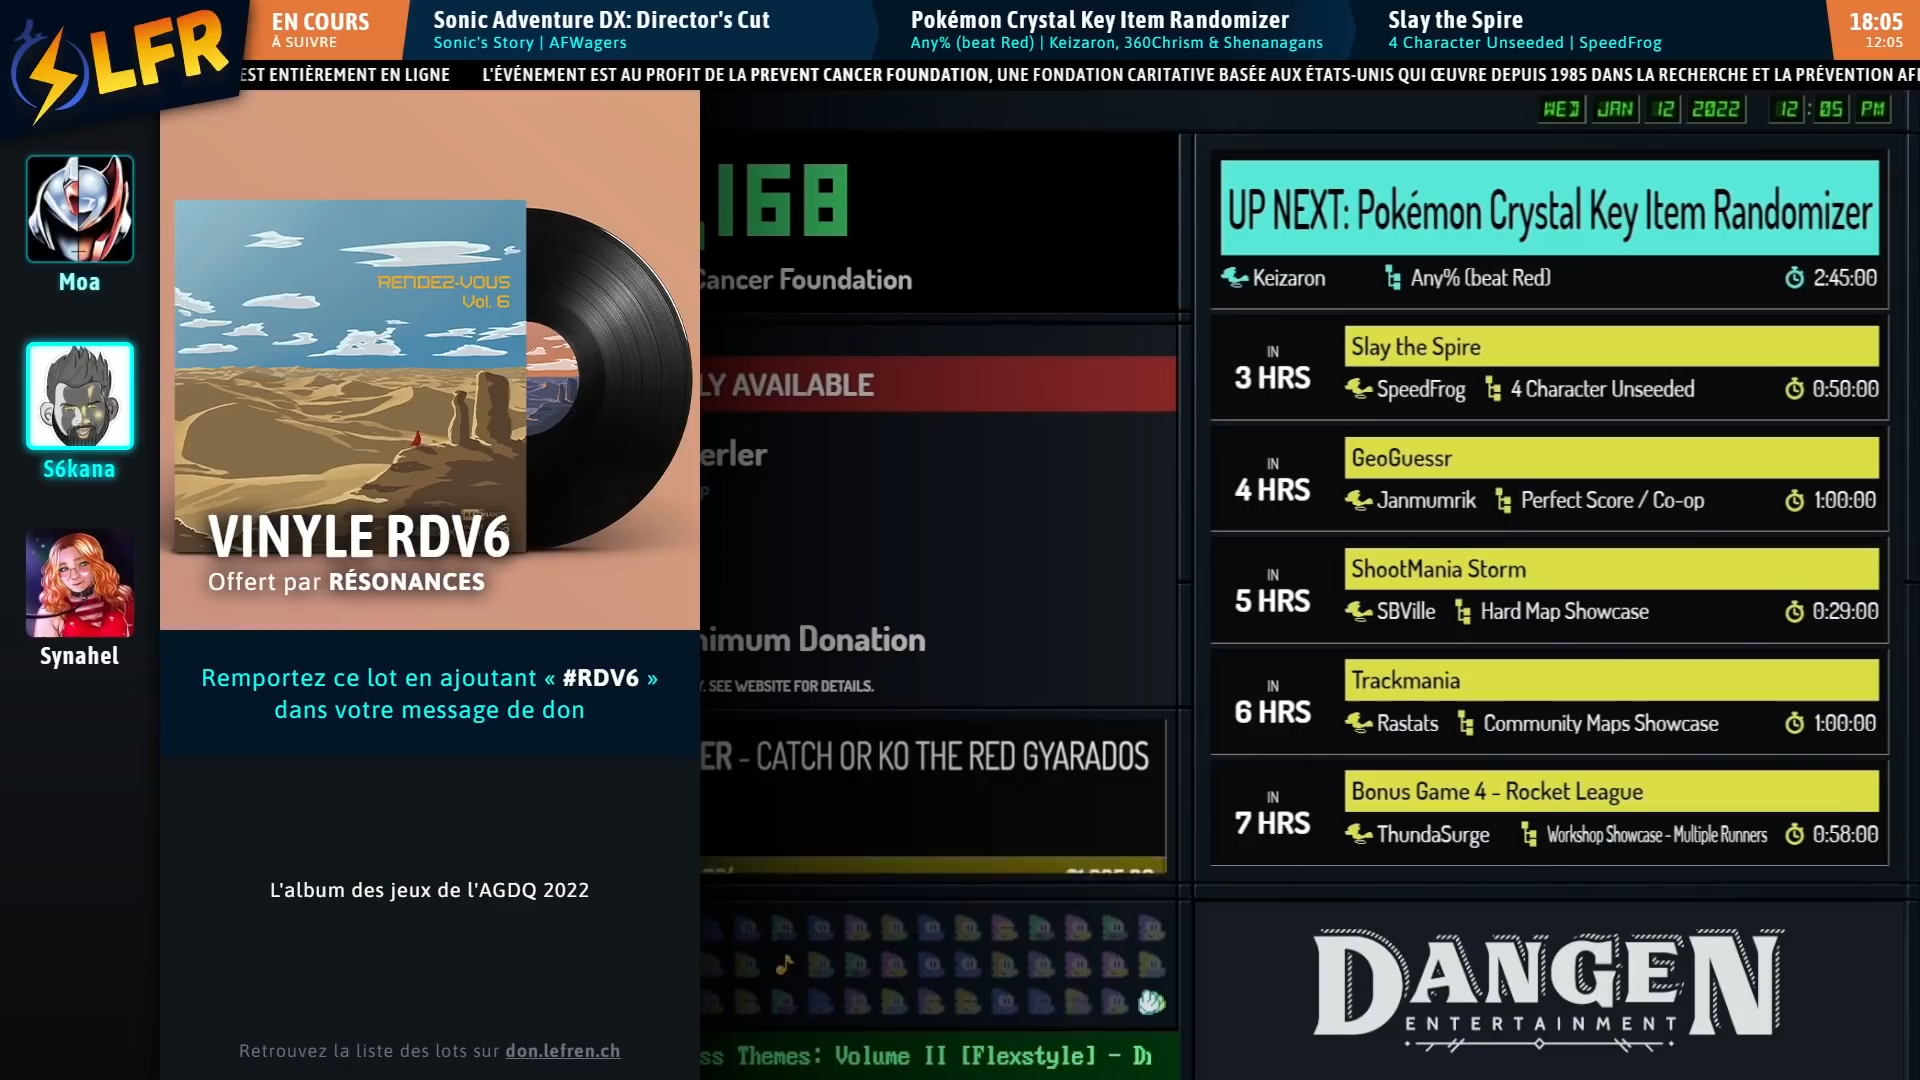 LFR
EN COURS
À SUIVRE
Sonic Adventure DX: Director's Cut
Sonic's Story | AFWagers
Pokémon Crystal Key Item Randomizer
Any% (beat Red) | Keizaron, 360Chrism & Shenanagans
Slay the Spire
4 Character Unseeded | SpeedFrog
18:05
12:05
EST ENTIÈREMENT EN LIGNE L'ÉVÉNEMENT EST AU PROFIT DE LA PREVENT CANCER FOUNDATION, UNE FONDATION CARITATIVE BASÉE AUX ÉTATS-UNIS QUI ŒUVRE DEPUIS 1985 DANS LA RECHERCHE ET LA PRÉVENTION AFI
Moa
S6kana
Synahel
RENDEZ-VOUS
Vol. 6
VINYLE RDV6
Offert par RÉSONANCES
Remportez ce lot en ajoutant « #RDV6 »
dans votre message de don
L'album des jeux de l'AGDQ 2022
Retrouvez la liste des lots sur don.lefren.ch
,168
Cancer Foundation
LY AVAILABLE
erler
p
nimum Donation
. SEE WEBSITE FOR DETAILS.
ER - CATCH OR KO THE RED GYARADOS
ss Themes: Volume II [Flexstyle] - Du
WED JAN 12 2022 12:05 PM
UP NEXT: Pokémon Crystal Key Item Randomizer
Keizaron Any% (beat Red) 2:45:00
IN
3 HRS
Slay the Spire
SpeedFrog 4 Character Unseeded 0:50:00
IN
4 HRS
GeoGuessr
Janmumrik Perfect Score / Co-op 1:00:00
IN
5 HRS
ShootMania Storm
SBVille Hard Map Showcase 0:29:00
IN
6 HRS
Trackmania
Rastats Community Maps Showcase 1:00:00
IN
7 HRS
Bonus Game 4 - Rocket League
ThundaSurge Workshop Showcase - Multiple Runners 0:58:00
DANGEN
ENTERTAINMENT